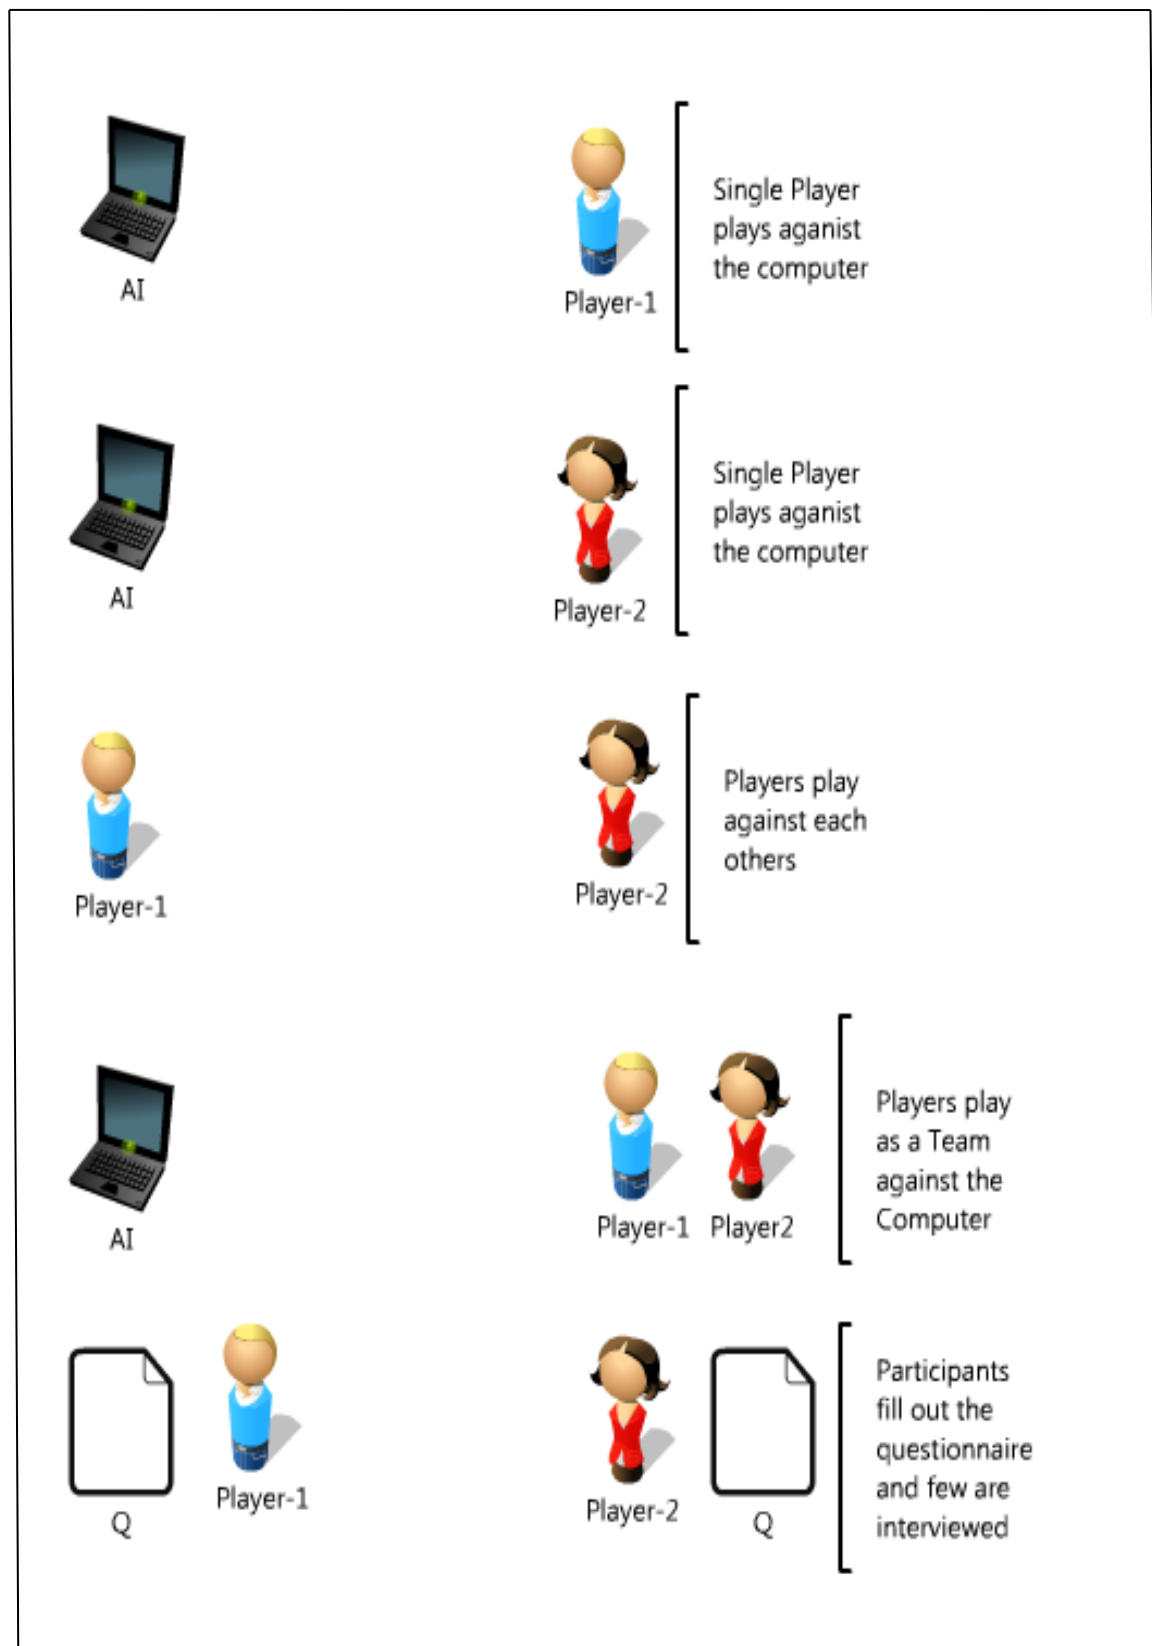 AI
Player-1
Single Player
plays aganist
the computer
AI
Player-2
Single Player
plays aganist
the computer
Player-1
Player-2
Players play
against each
others
AI
Player-1 Player2
Players play
as a Team
against the
Computer
Q
Player-1
Player-2
Q
Participants
fill out the
questionnaire
and few are
interviewed